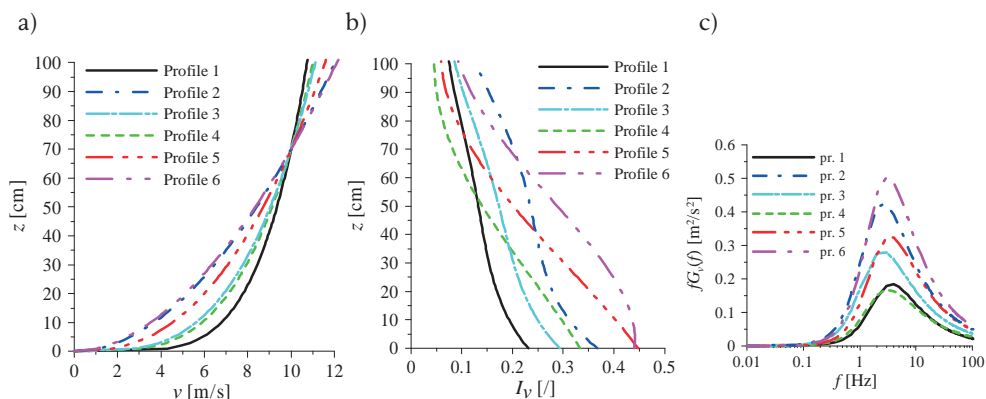 a)
100
90
80
70
60
50
40
30
20
10
0
z [cm]
Profile 1
Profile 2
Profile 3
Profile 4
Profile 5
Profile 6
0 2 4 6 8 10 12
v [m/s]
b)
100
90
80
70
60
50
40
30
20
10
0
z [cm]
Profile 1
Profile 2
Profile 3
Profile 4
Profile 5
Profile 6
0 0.1 0.2 0.3 0.4 0.5
Iv [/]
c)
0.6
0.5
0.4
0.3
0.2
0.1
0
fGv(f) [m²/s²]
pr. 1
pr. 2
pr. 3
pr. 4
pr. 5
pr. 6
0.01 0.1 1 10 100
f [Hz]